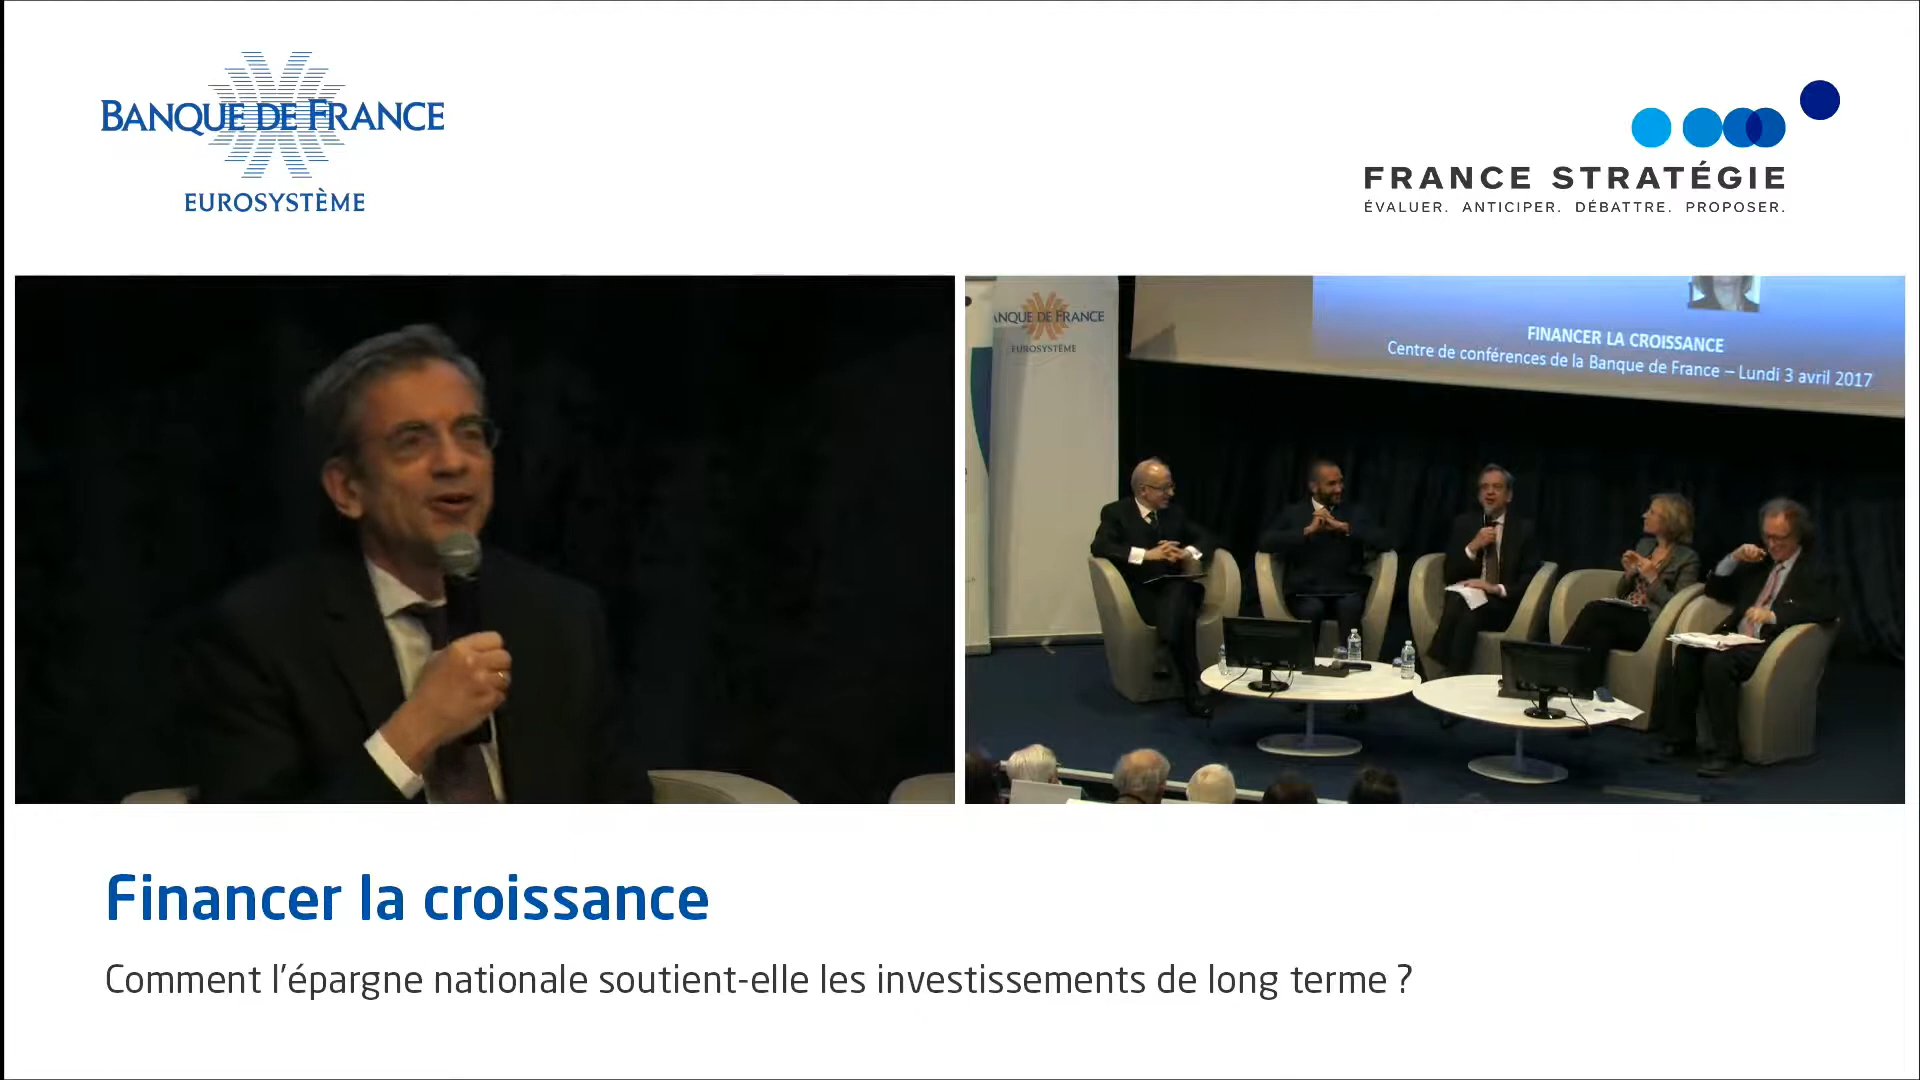 BANQUE DE FRANCE
EUROSYSTÈME
FRANCE STRATÉGIE
ÉVALUER. ANTICIPER. DÉBATTRE. PROPOSER.
BANQUE DE FRANCE
EUROSYSTÈME
FINANCER LA CROISSANCE
Centre de conférences de la Banque de France – Lundi 3 avril 2017
Financer la croissance
Comment l'épargne nationale soutient-elle les investissements de long terme ?